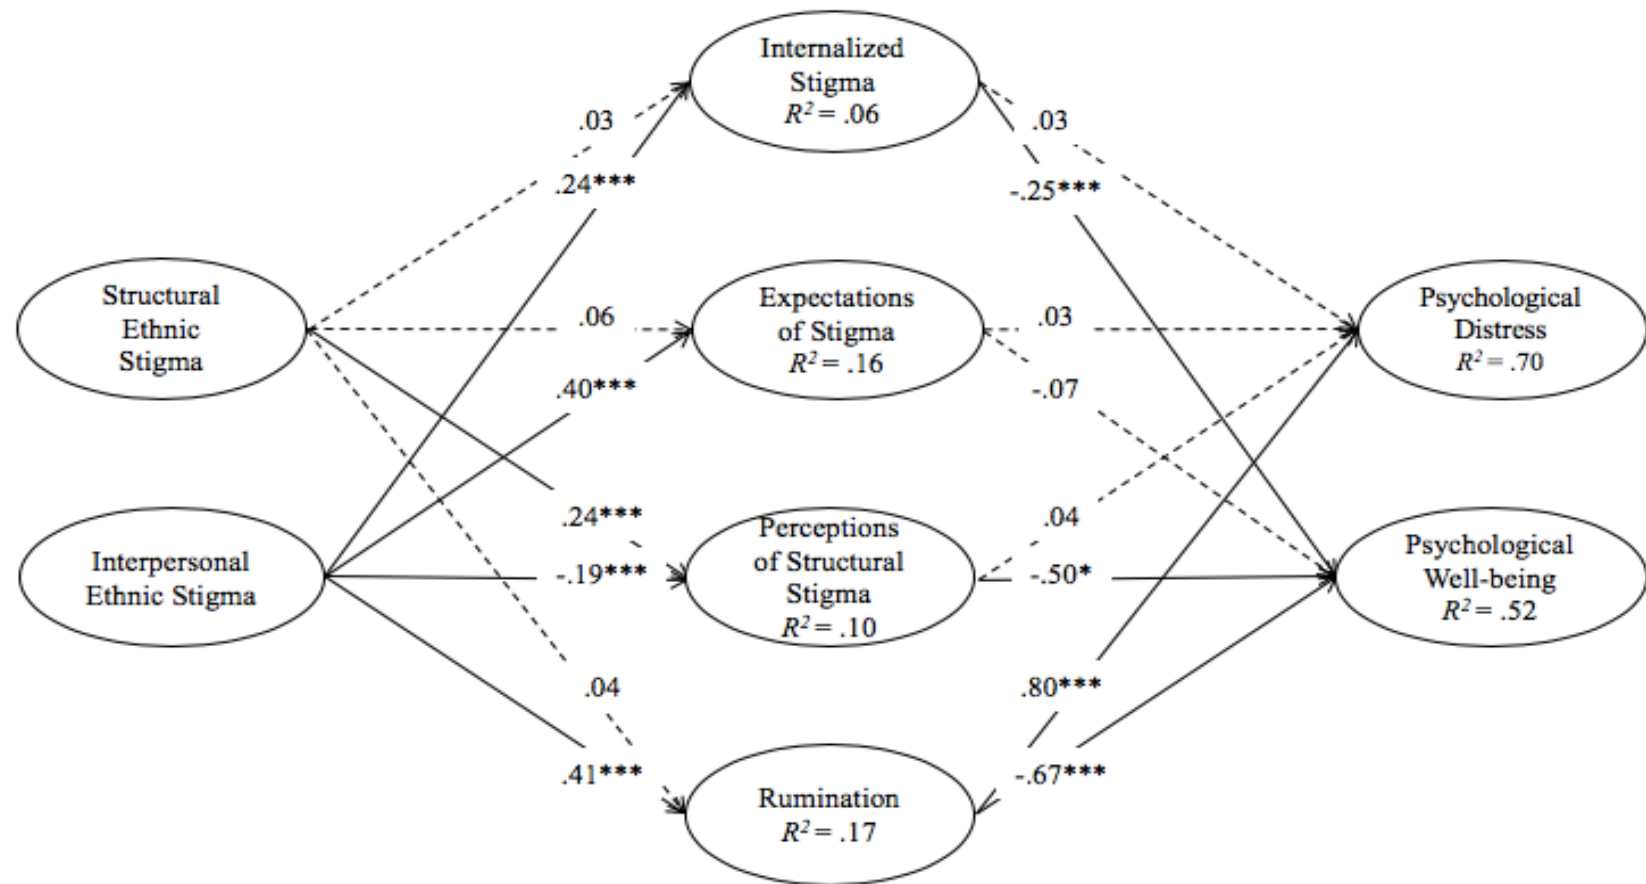 Internalized
Stigma
R² = .06
.03
.03
.24***
-.25***
Structural
Ethnic
Stigma
.06
Expectations
of Stigma
R² = .16
.03
Psychological
Distress
R² = .70
.40***
-.07
.24***
.04
Interpersonal
Ethnic Stigma
-.19***
Perceptions
of Structural
Stigma
R² = .10
-.50*
Psychological
Well-being
R² = .52
.04
.80***
.41***
-.67***
Rumination
R² = .17